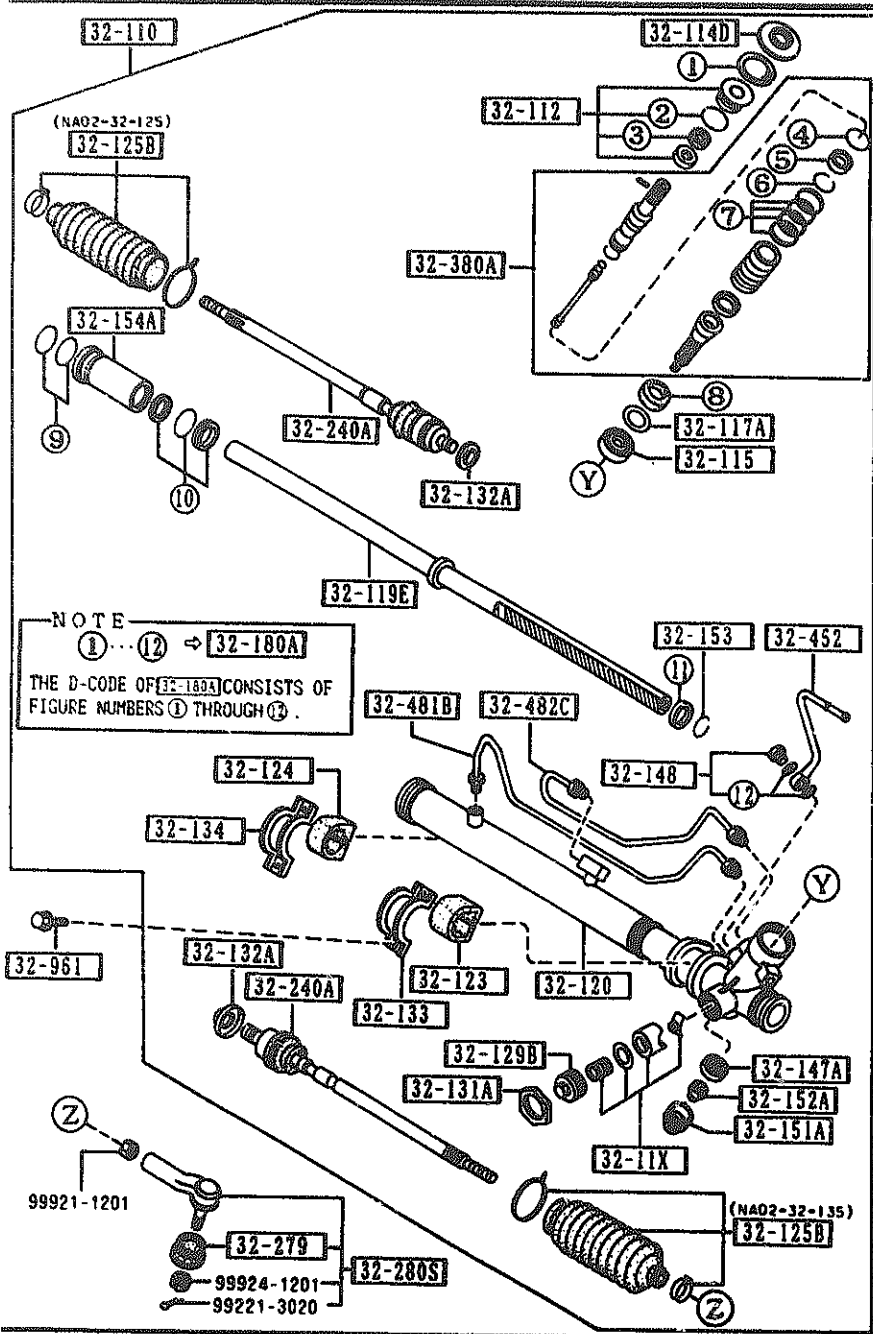 32-110
32-114D
①
32-112
②
③
④
⑤
⑥
⑦
(NA02-32-125)
32-125B
32-380A
32-154A
⑨
⑩
32-240A
32-132A
⑧
32-117A
32-115
Y
32-119E
NOTE
①···⑫ ⇨ 32-180A
THE D-CODE OF 32-180A CONSISTS OF
FIGURE NUMBERS ① THROUGH ⑫.
32-153
32-452
⑪
32-481B
32-482C
32-148
⑫
32-124
32-134
Y
32-961
32-132A
32-240A
32-133
32-123
32-120
32-129B
32-131A
32-11X
32-147A
32-152A
32-151A
Z
99921-1201
32-279
99924-1201
99221-3020
32-280S
(NA02-32-135)
32-125B
Z